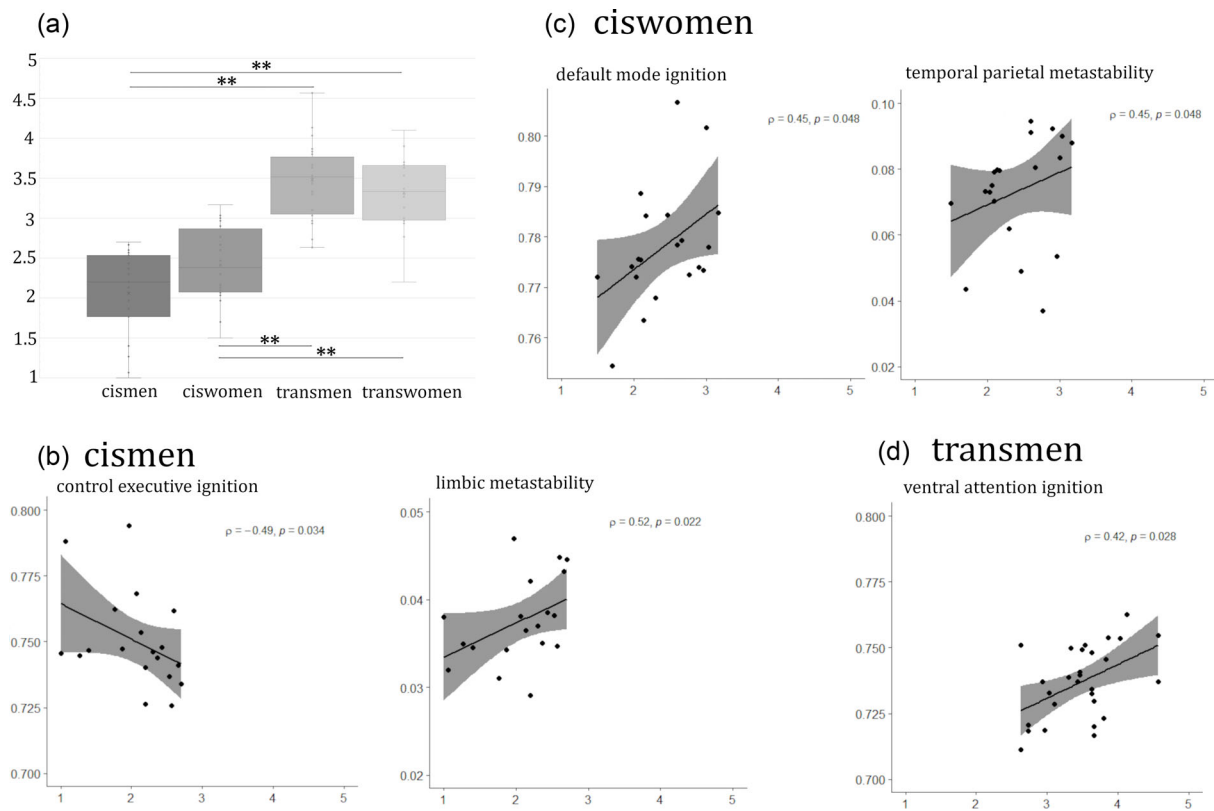 (a)
5
4.5
4
3.5
3
2.5
2
1.5
1
**
**
**
**
cismen ciswomen transmen transwomen
(c) ciswomen
default mode ignition
ρ = 0.45, p = 0.048
0.80
0.79
0.78
0.77
0.76
1 2 3 4 5
temporal parietal metastability
ρ = 0.45, p = 0.048
0.10
0.08
0.06
0.04
0.02
1 2 3 4 5
(b) cismen
control executive ignition
ρ = −0.49, p = 0.034
0.800
0.775
0.750
0.725
0.700
1 2 3 4 5
limbic metastability
ρ = 0.52, p = 0.022
0.05
0.04
0.03
0.02
1 2 3 4 5
(d) transmen
ventral attention ignition
ρ = 0.42, p = 0.028
0.800
0.775
0.750
0.725
0.700
1 2 3 4 5